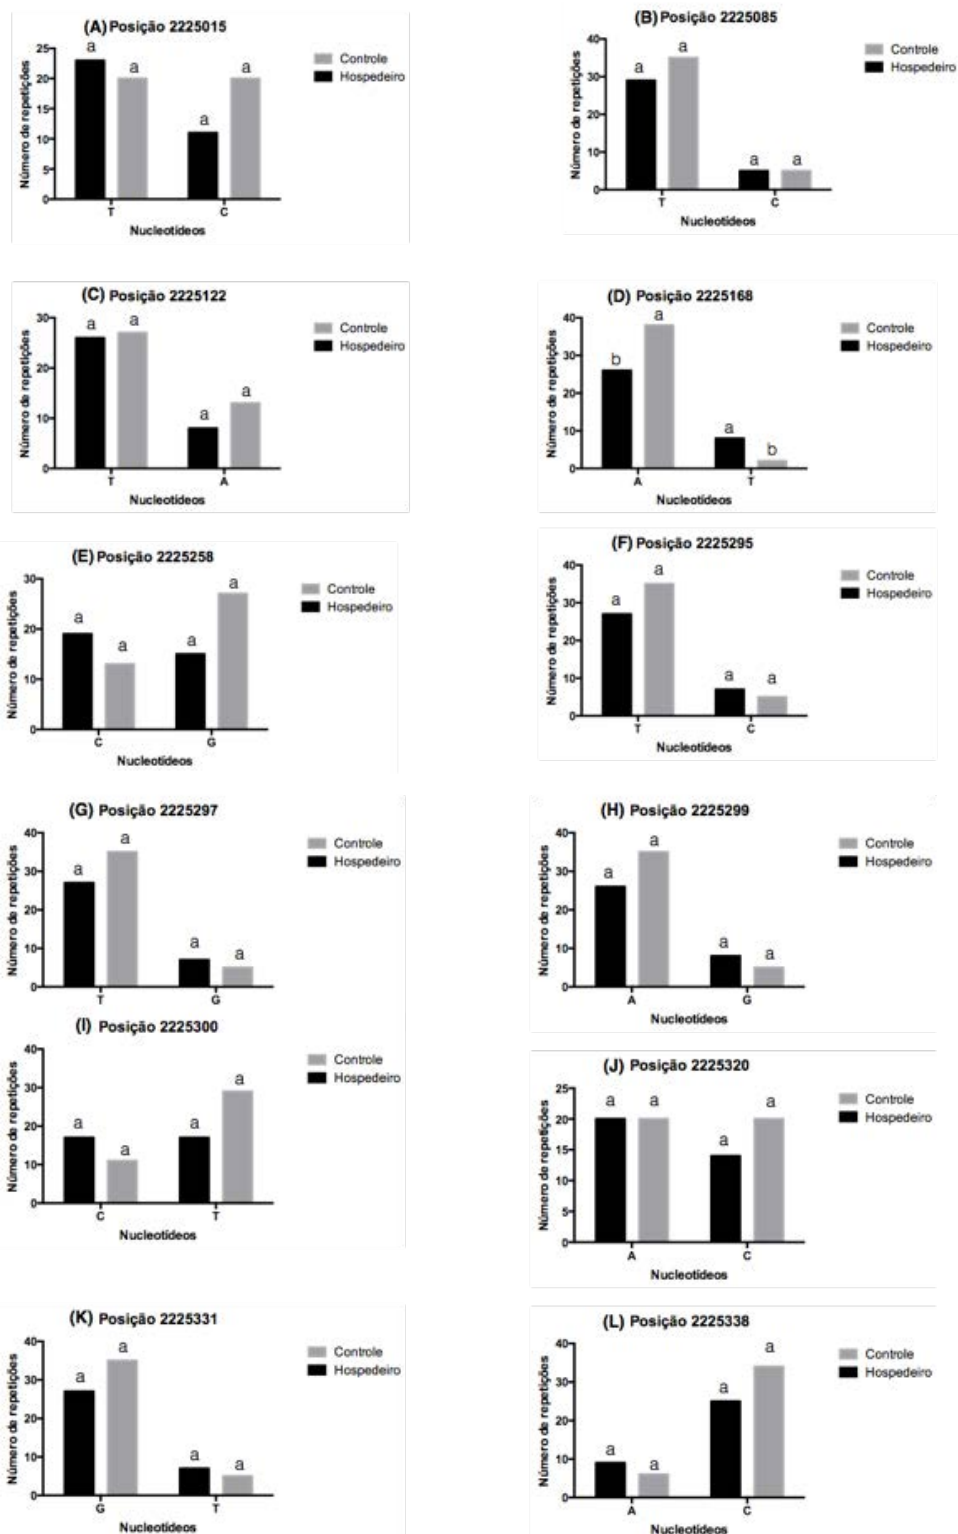 (A) Posição 2225015
Número de repetições
25
20
15
10
5
0
a
a
a
a
T
C
Nucleotídeos
Controle
Hospedeiro
(B) Posição 2225085
Número de repetições
40
30
20
10
0
a
a
a
a
T
C
Nucleotídeos
Controle
Hospedeiro
(C) Posição 2225122
Número de repetições
30
20
10
0
a
a
a
a
T
A
Nucleotídeos
Controle
Hospedeiro
(D) Posição 2225168
Número de repetições
40
30
20
10
0
b
a
a
b
A
T
Nucleotídeos
Controle
Hospedeiro
(E) Posição 2225258
Número de repetições
30
20
10
0
a
a
a
a
C
G
Nucleotídeos
Controle
Hospedeiro
(F) Posição 2225295
Número de repetições
40
30
20
10
0
a
a
a
a
T
C
Nucleotídeos
Controle
Hospedeiro
(G) Posição 2225297
Número de repetições
40
30
20
10
0
a
a
a
a
T
G
Controle
Hospedeiro
(H) Posição 2225299
Número de repetições
40
30
20
10
0
a
a
a
a
A
G
Nucleotídeos
Controle
Hospedeiro
(I) Posição 2225300
Número de repetições
40
30
20
10
0
a
a
a
a
C
T
Nucleotídeos
Controle
Hospedeiro
(J) Posição 2225320
Número de repetições
25
20
15
10
5
0
a
a
a
a
A
C
Nucleotídeos
Controle
Hospedeiro
(K) Posição 2225331
Número de repetições
40
30
20
10
0
a
a
a
a
G
T
Nucleotídeos
Controle
Hospedeiro
(L) Posição 2225338
Número de repetições
40
30
20
10
0
a
a
a
a
A
C
Nucleotídeos
Controle
Hospedeiro